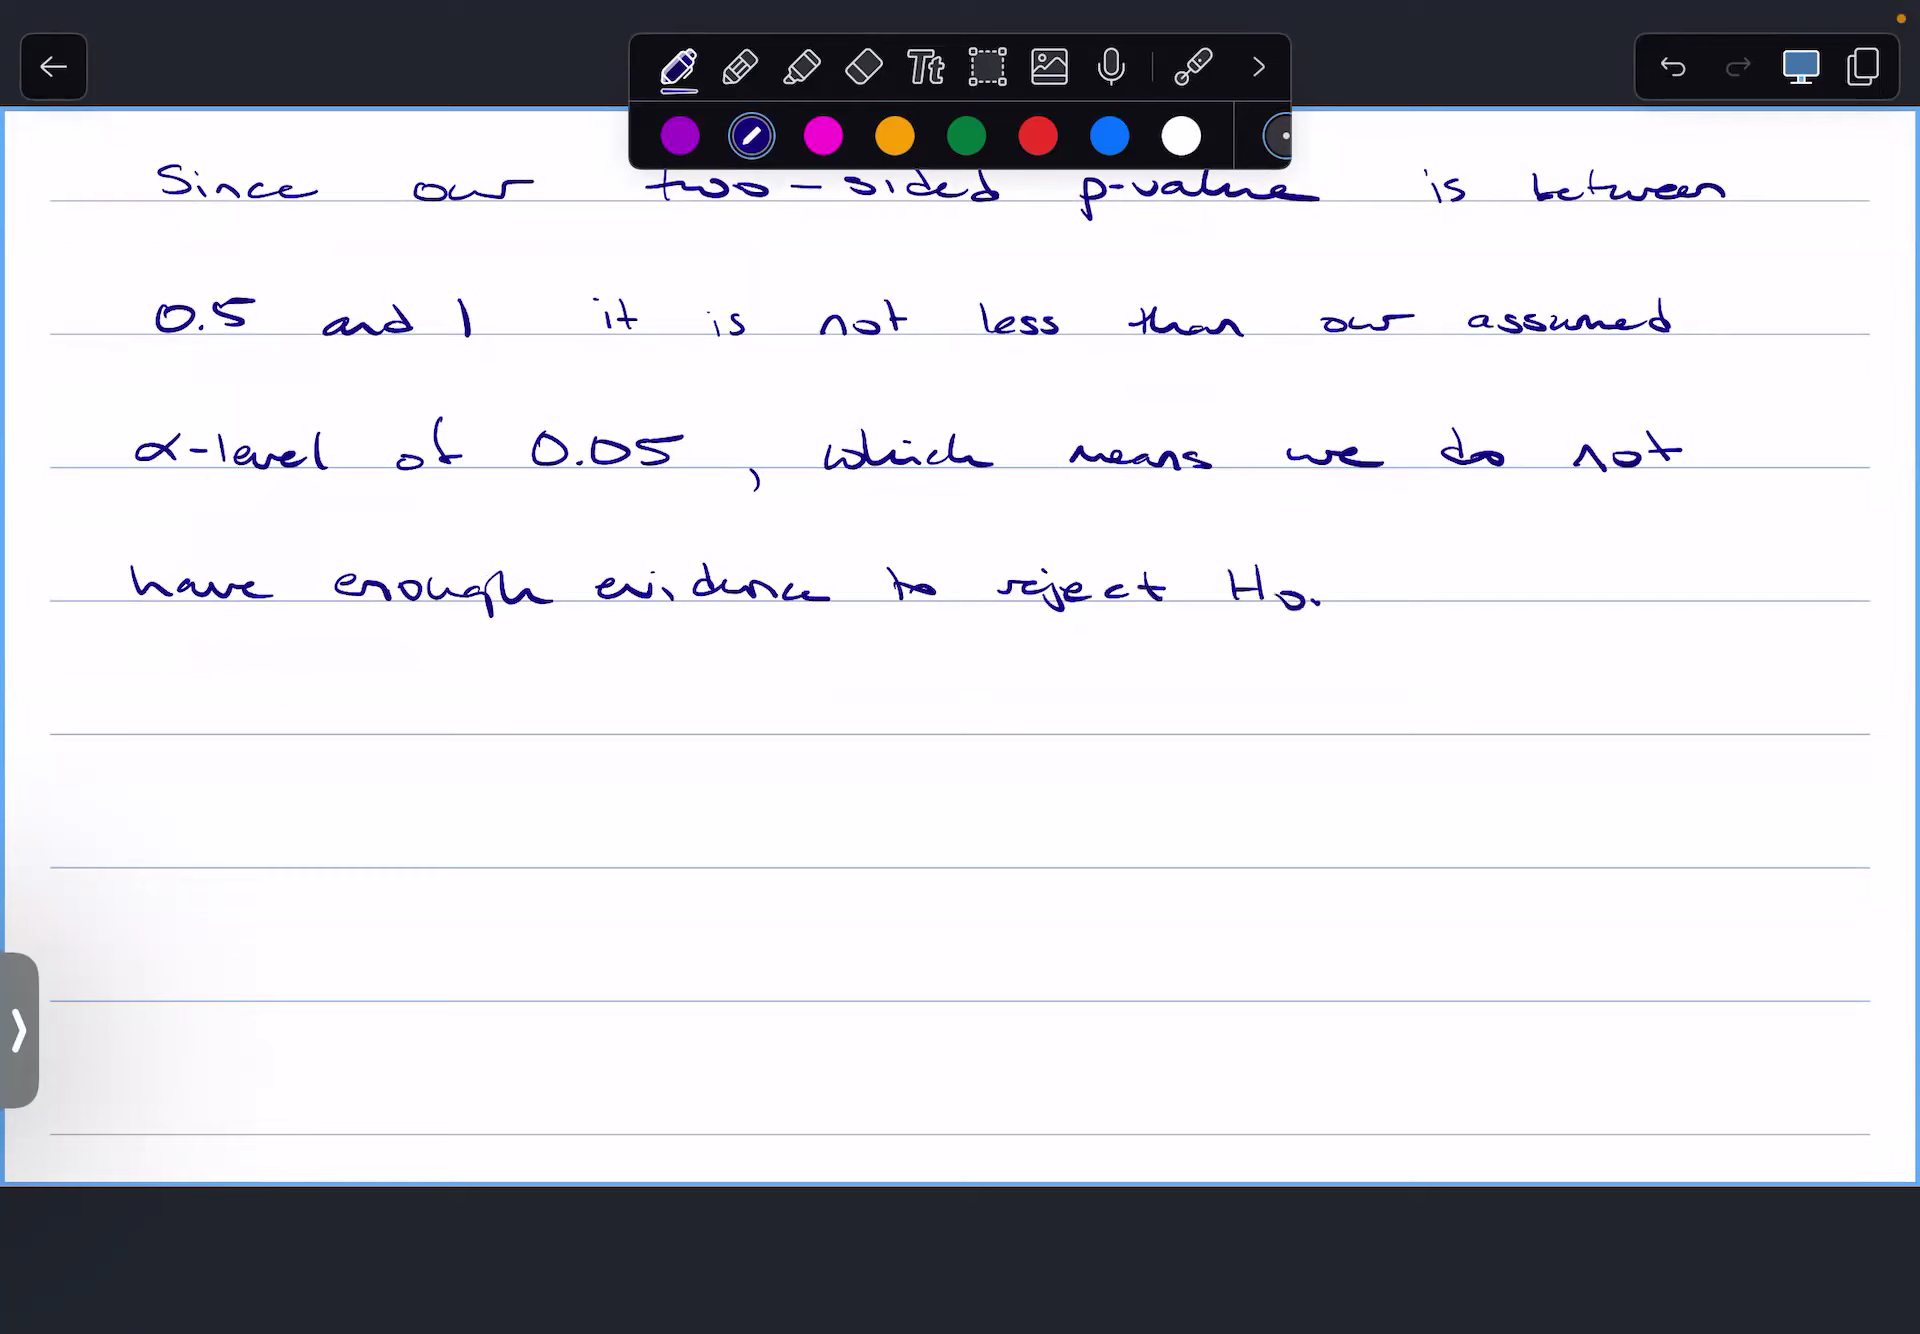 Tt
Since our two-sided p-value is between
0.5 and 1 it is not less than our assumed
α-level of 0.05, which means we do not
have enough evidence to reject H₀.